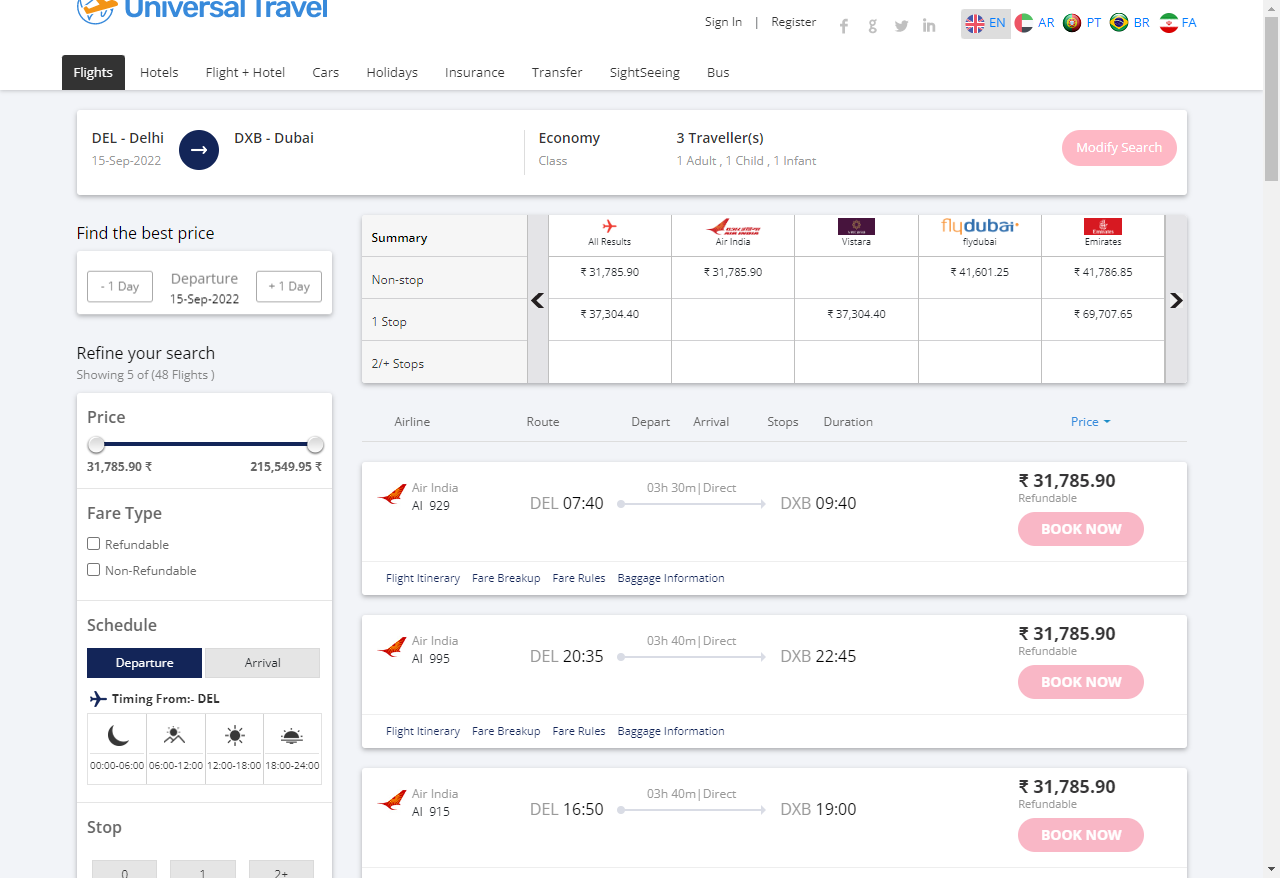 Universal Travel
Sign In | Register
EN AR PT BR FA
Flights Hotels Flight + Hotel Cars Holidays Insurance Transfer SightSeeing Bus
DEL - Delhi
15-Sep-2022
DXB - Dubai
Economy
Class
3 Traveller(s)
1 Adult , 1 Child , 1 Infant
Modify Search
Find the best price
- 1 Day
Departure
15-Sep-2022
+ 1 Day
Refine your search
Showing 5 of (48 Flights )
Price
31,785.90 ₹ 215,549.95 ₹
Fare Type
Refundable
Non-Refundable
Schedule
Departure Arrival
Timing From:- DEL
00:00-06:00 06:00-12:00 12:00-18:00 18:00-24:00
Stop
0 1 2+
Summary All Results Air India Vistara flydubai flydubai Emirates Emirates
Non-stop ₹ 31,785.90 ₹ 31,785.90 ₹ 41,601.25 ₹ 41,786.85
1 Stop ₹ 37,304.40 ₹ 37,304.40 ₹ 69,707.65
2/+ Stops
Airline Route Depart Arrival Stops Duration Price
Air India
AI 929
DEL 07:40
03h 30m|Direct
DXB 09:40
₹ 31,785.90
Refundable
BOOK NOW
Flight Itinerary Fare Breakup Fare Rules Baggage Information
Air India
AI 995
DEL 20:35
03h 40m|Direct
DXB 22:45
₹ 31,785.90
Refundable
BOOK NOW
Flight Itinerary Fare Breakup Fare Rules Baggage Information
Air India
AI 915
DEL 16:50
03h 40m|Direct
DXB 19:00
₹ 31,785.90
Refundable
BOOK NOW